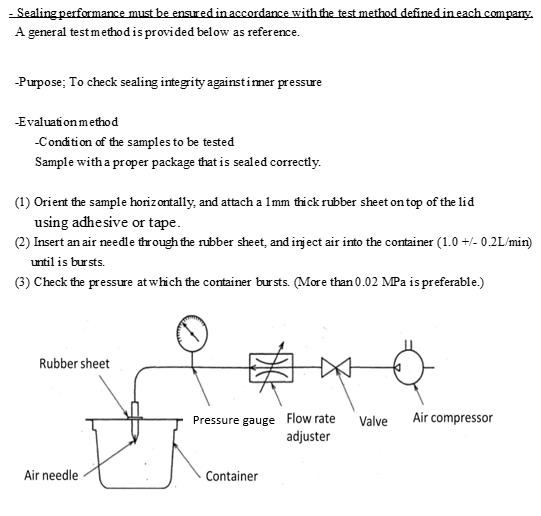 - Sealing performance must be ensured in accordance with the test method defined in each company.
A general test method is provided below as reference.
-Purpose; To check sealing integrity against inner pressure
-Evaluation method
-Condition of the samples to be tested
Sample with a proper package that is sealed correctly.
(1) Orient the sample horizontally, and attach a 1mm thick rubber sheet on top of the lid
using adhesive or tape.
(2) Insert an air needle through the rubber sheet, and inject air into the container (1.0 +/- 0.2L/min)
until is bursts.
(3) Check the pressure at which the container bursts. (More than 0.02 MPa is preferable.)
Rubber sheet
Pressure gauge
Flow rate
adjuster
Valve
Air compressor
Air needle
Container